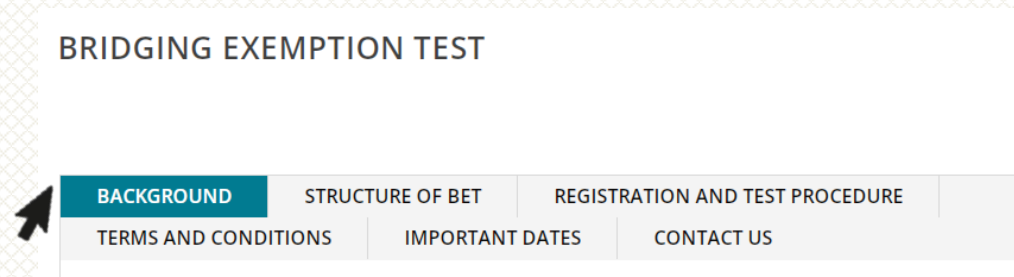 BRIDGING EXEMPTION TEST
BACKGROUND STRUCTURE OF BET REGISTRATION AND TEST PROCEDURE
TERMS AND CONDITIONS IMPORTANT DATES CONTACT US